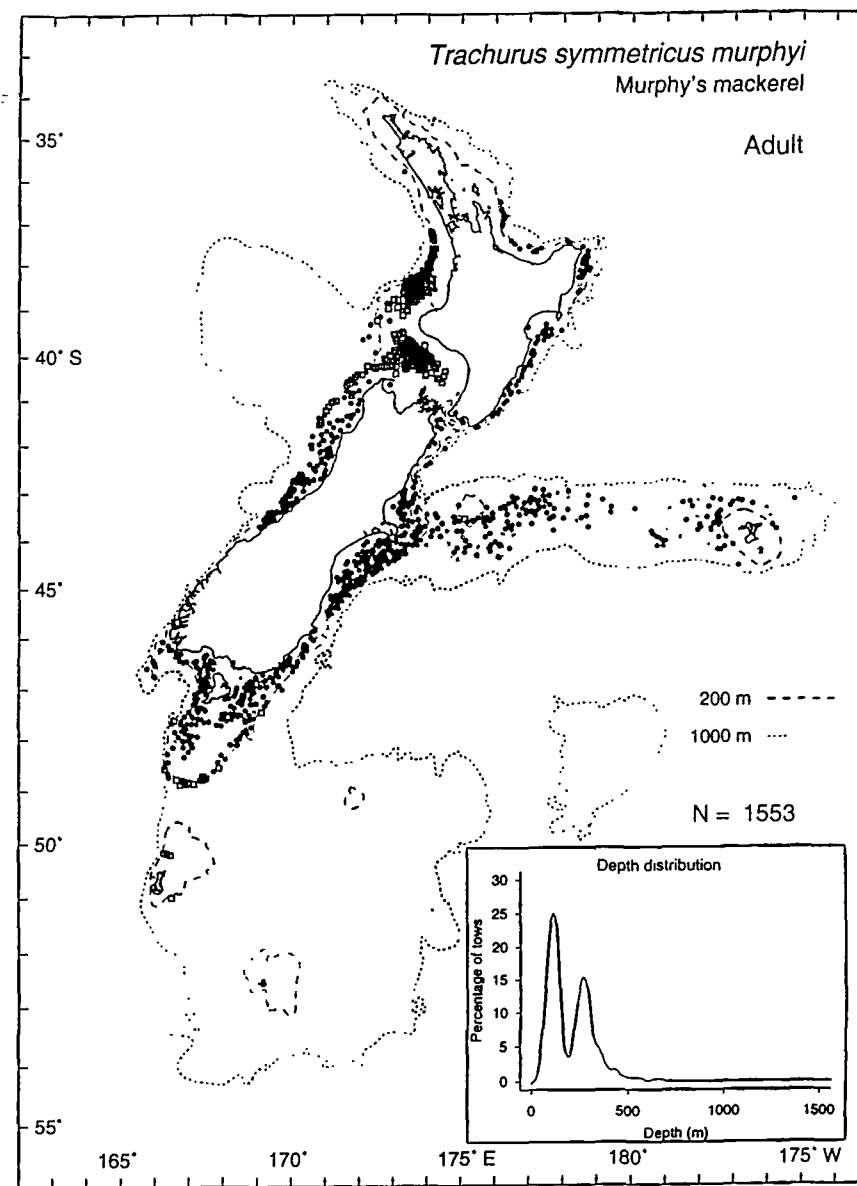 Trachurus symmetricus murphyi
Murphy's mackerel
Adult
35°
40° S
45°
50°
55°
200 m
1000 m
N = 1553
Depth distribution
Percentage of tows
30
25
20
15
10
5
0
0 500 1000 1500
Depth (m)
165° 170° 175° E 180° 175° W